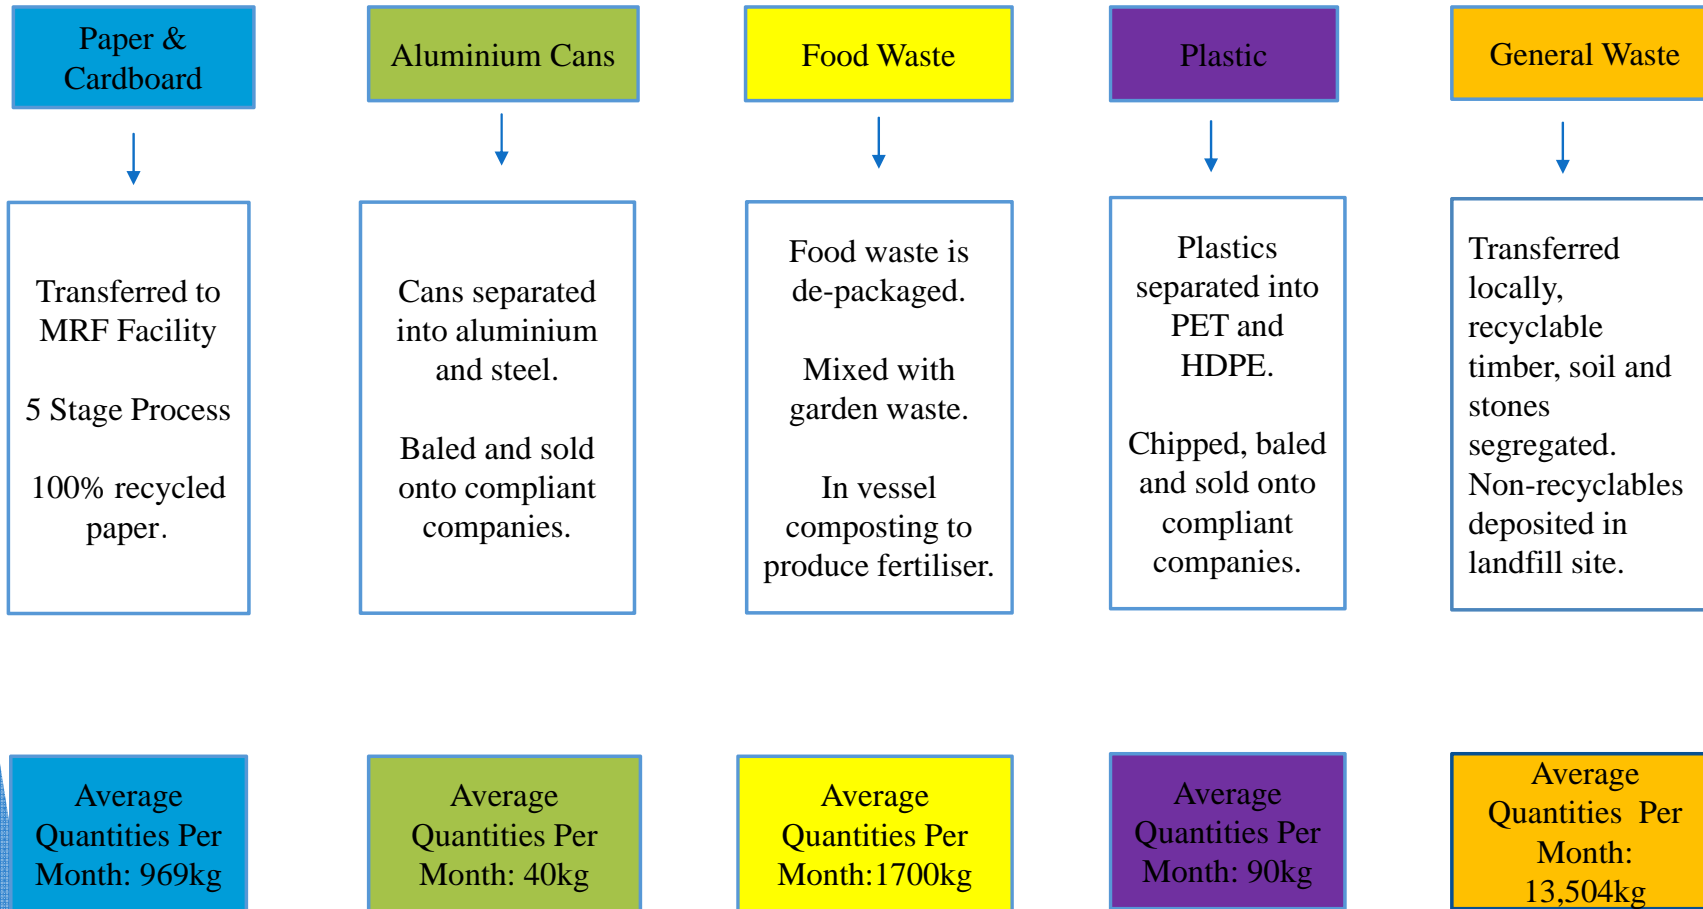 Paper &
Cardboard
Aluminium Cans
Food Waste
Plastic
General Waste
Transferred to
MRF Facility
5 Stage Process
100% recycled
paper.
Cans separated
into aluminium
and steel.
Baled and sold
onto compliant
companies.
Food waste is
de-packaged.
Mixed with
garden waste.
In vessel
composting to
produce fertiliser.
Plastics
separated into
PET and
HDPE.
Chipped, baled
and sold onto
compliant
companies.
Transferred
locally,
recyclable
timber, soil and
stones
segregated.
Non-recyclables
deposited in
landfill site.
Average
Quantities Per
Month: 969kg
Average
Quantities Per
Month: 40kg
Average
Quantities Per
Month:1700kg
Average
Quantities Per
Month: 90kg
Average
Quantities Per
Month:
13,504kg